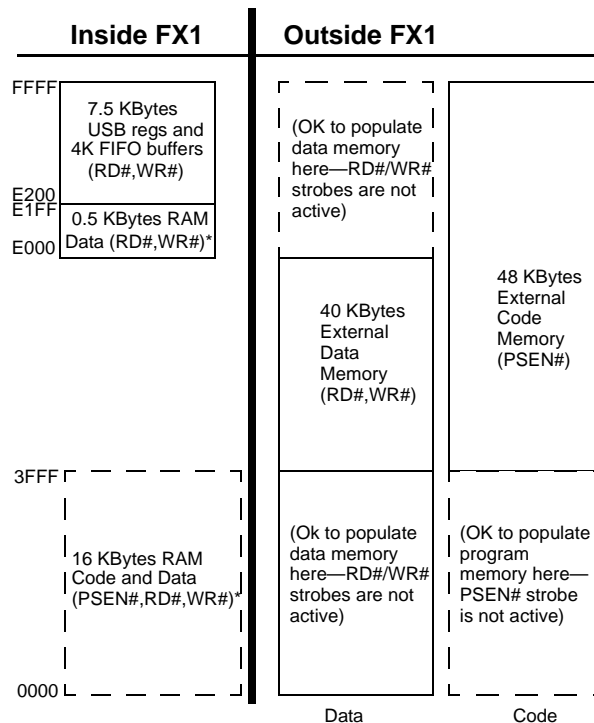 Inside FX1
Outside FX1
FFFF
7.5 KBytes
USB regs and
4K FIFO buffers
(RD#,WR#)
E200
E1FF
0.5 KBytes RAM
Data (RD#,WR#)*
E000
(OK to populate
data memory
here—RD#/WR#
strobes are not
active)
40 KBytes
External
Data
Memory
(RD#,WR#)
48 KBytes
External
Code
Memory
(PSEN#)
3FFF
16 KBytes RAM
Code and Data
(PSEN#,RD#,WR#)*
0000
(Ok to populate
data memory
here—RD#/WR#
strobes are not
active)
(OK to populate
program
memory here—
PSEN# strobe
is not active)
Data
Code